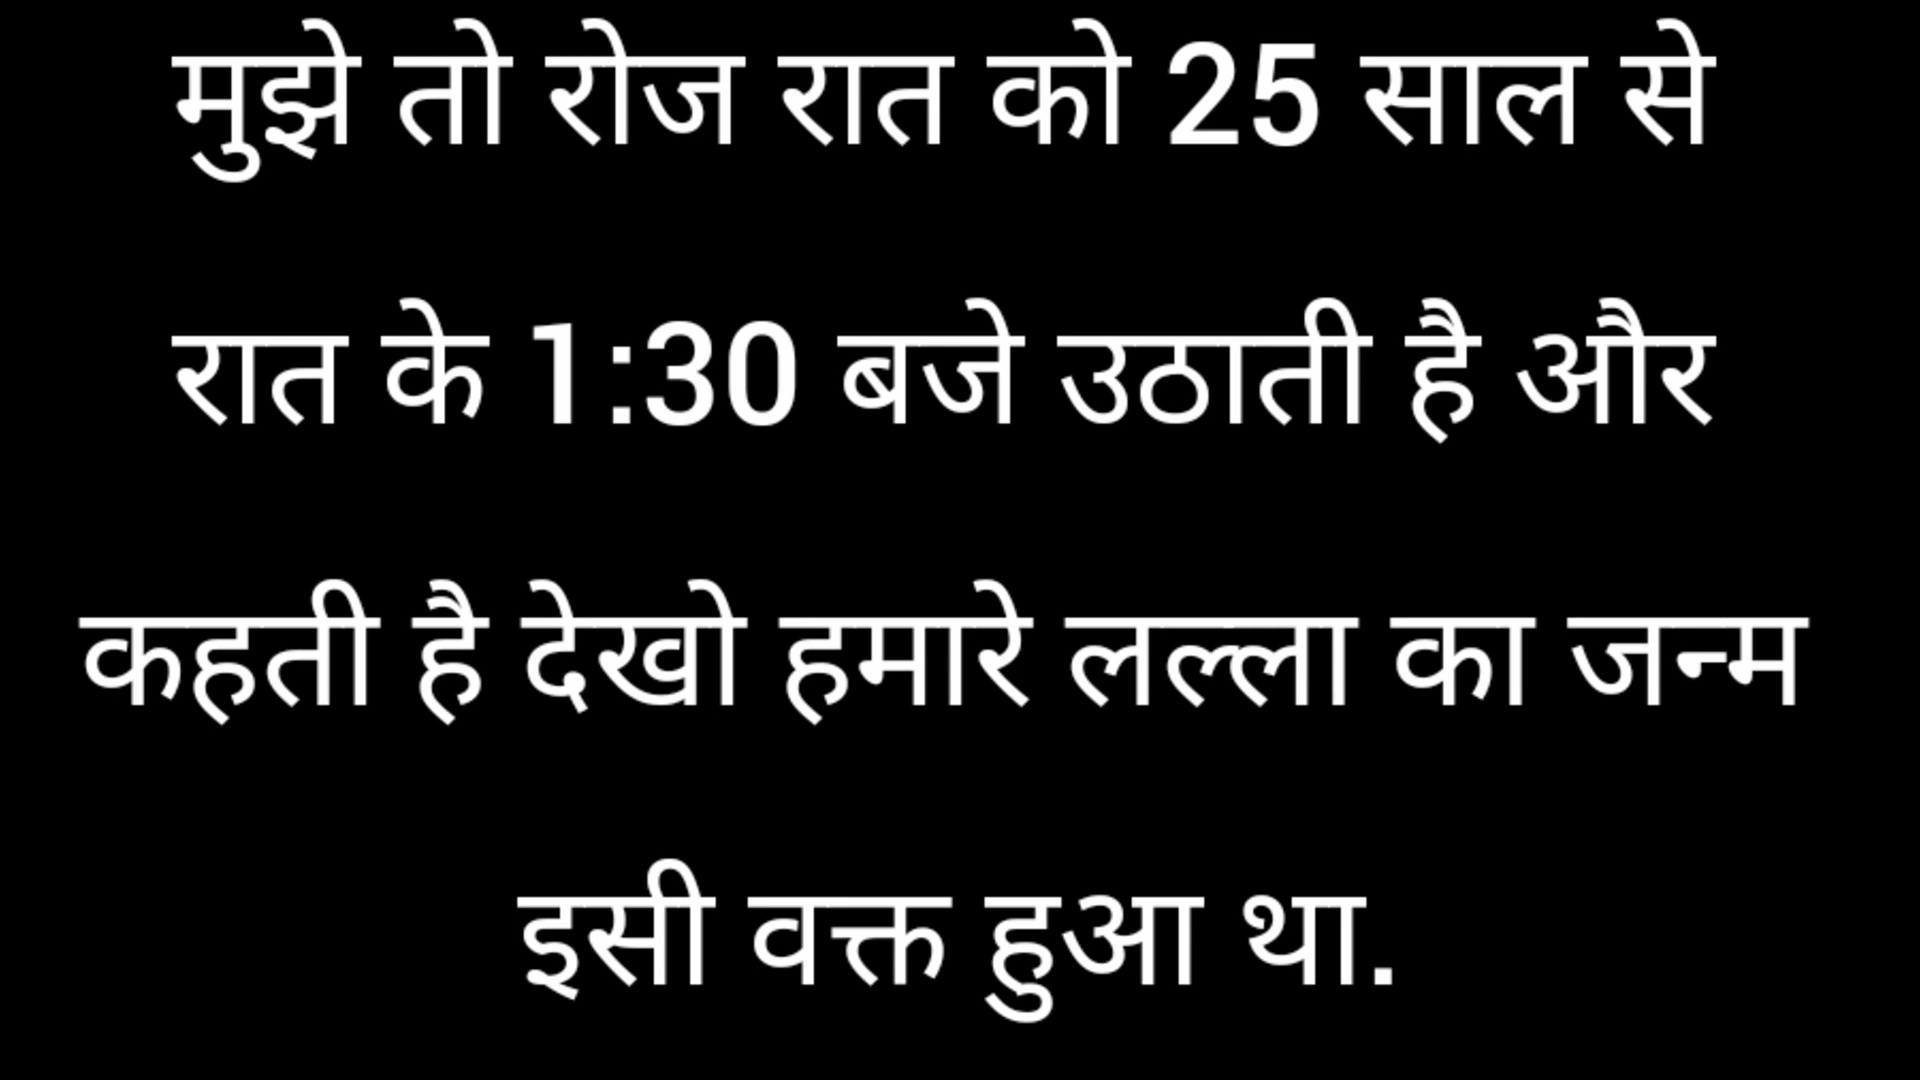 मुझे तो रोज रात को 25 साल से
रात के 1:30 बजे उठाती है और
कहती है देखो हमारे लल्ला का जन्म
इसी वक्त हुआ था.